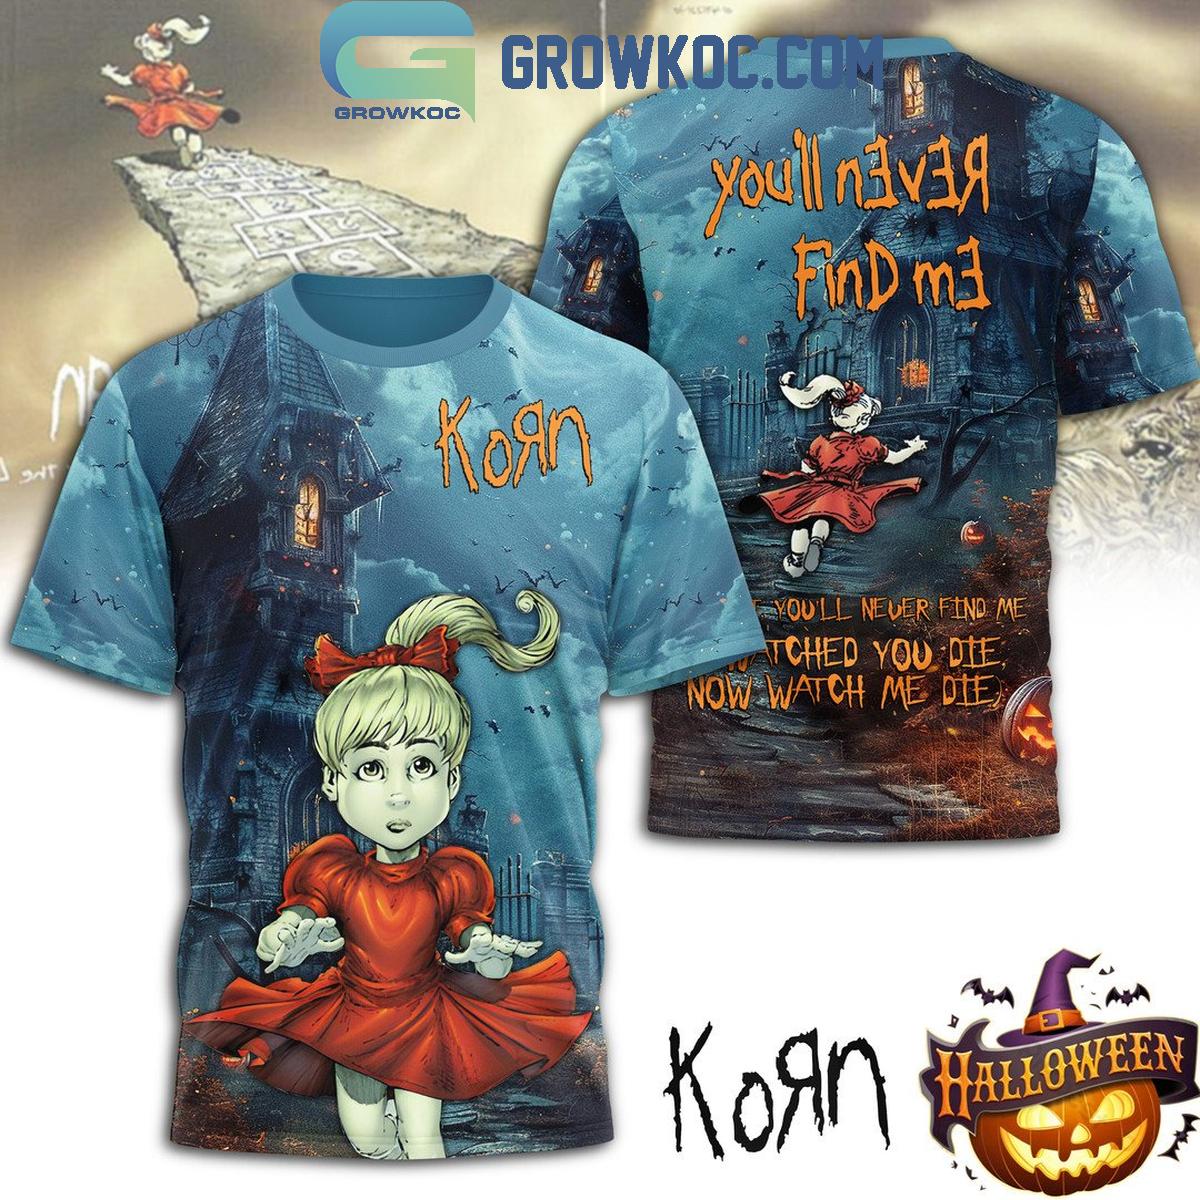 GROWKOC
GROWKOC.COM
you'll nEvER
FinD mE
KoRn
YOU'LL NEVER FIND ME
WATCHED YOU DIE,
NOW WATCH ME DIE)
KoRn
HALLOWEEN